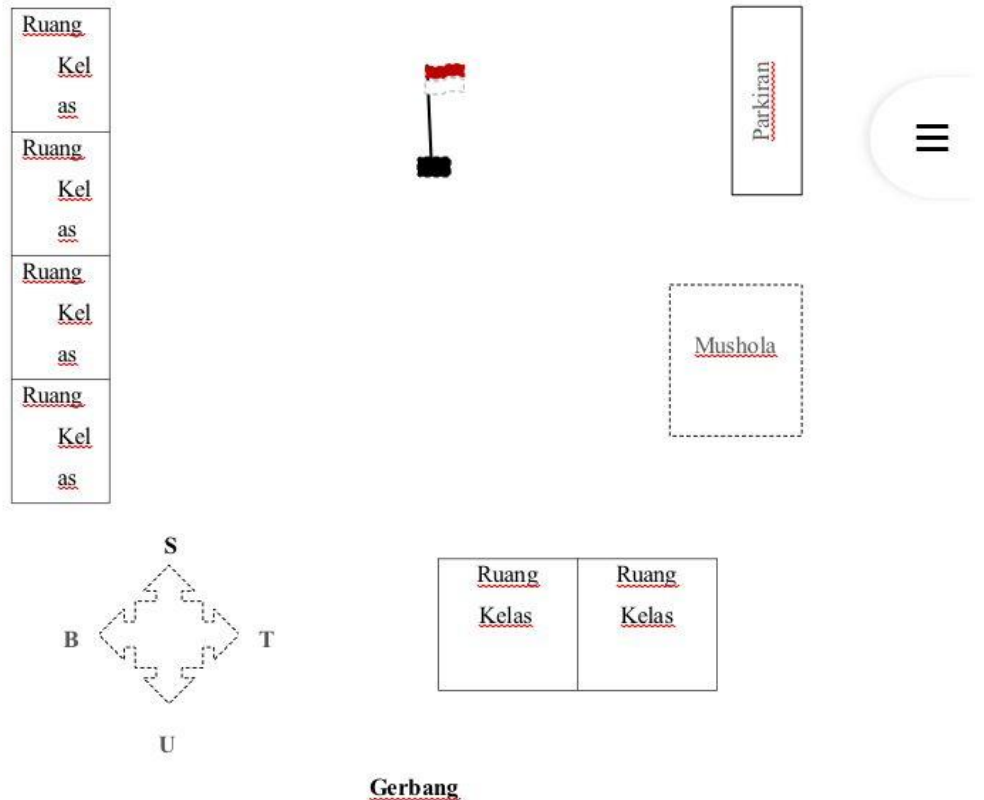 Ruang
Kel
as
Ruang
Kel
as
Ruang
Kel
as
Ruang
Kel
as
Parkiran
Mushola
S
B
T
U
Ruang
Kelas
Ruang
Kelas
Gerbang